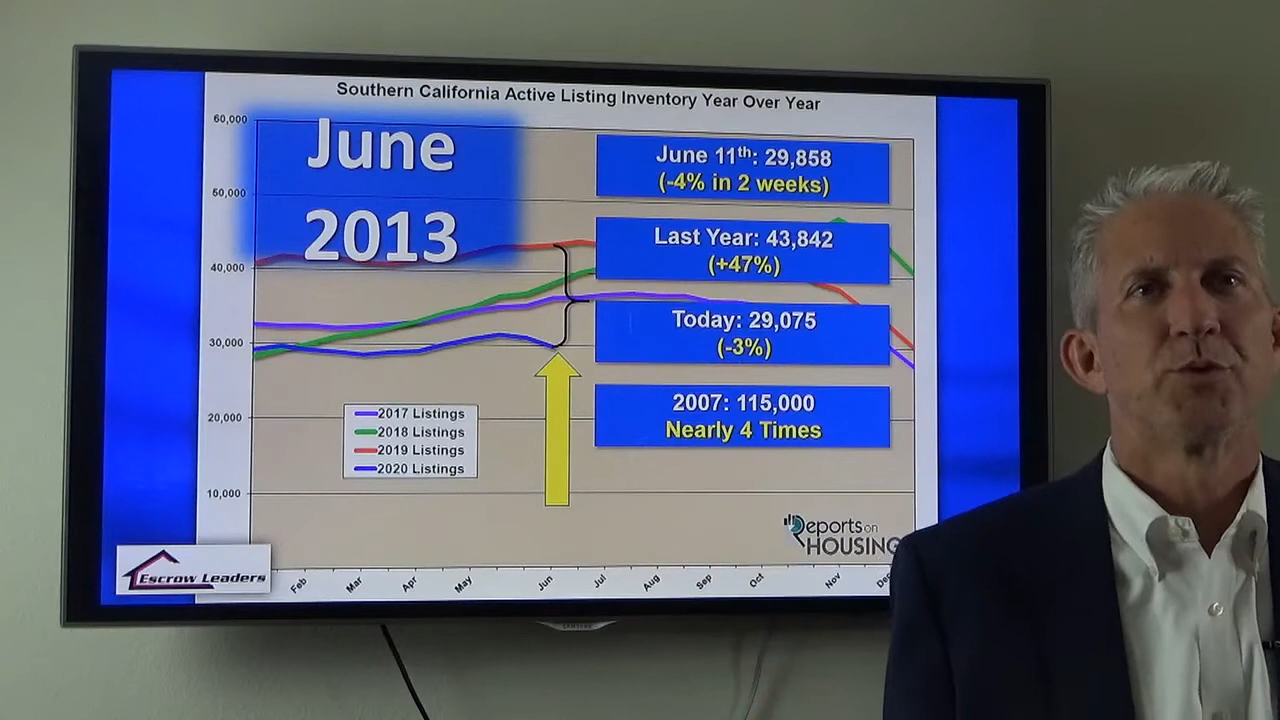 Southern California Active Listing Inventory Year Over Year
60,000
50,000
40,000
30,000
20,000
10,000
June
2013
June 11th: 29,858
(-4% in 2 weeks)
Last Year: 43,842
(+47%)
Today: 29,075
(-3%)
2007: 115,000
Nearly 4 Times
2017 Listings
2018 Listings
2019 Listings
2020 Listings
Reports on
HOUSING
Escrow Leaders
Feb
Mar
Apr
May
Jun
Jul
Aug
Sep
Oct
Nov
SAMSUNG